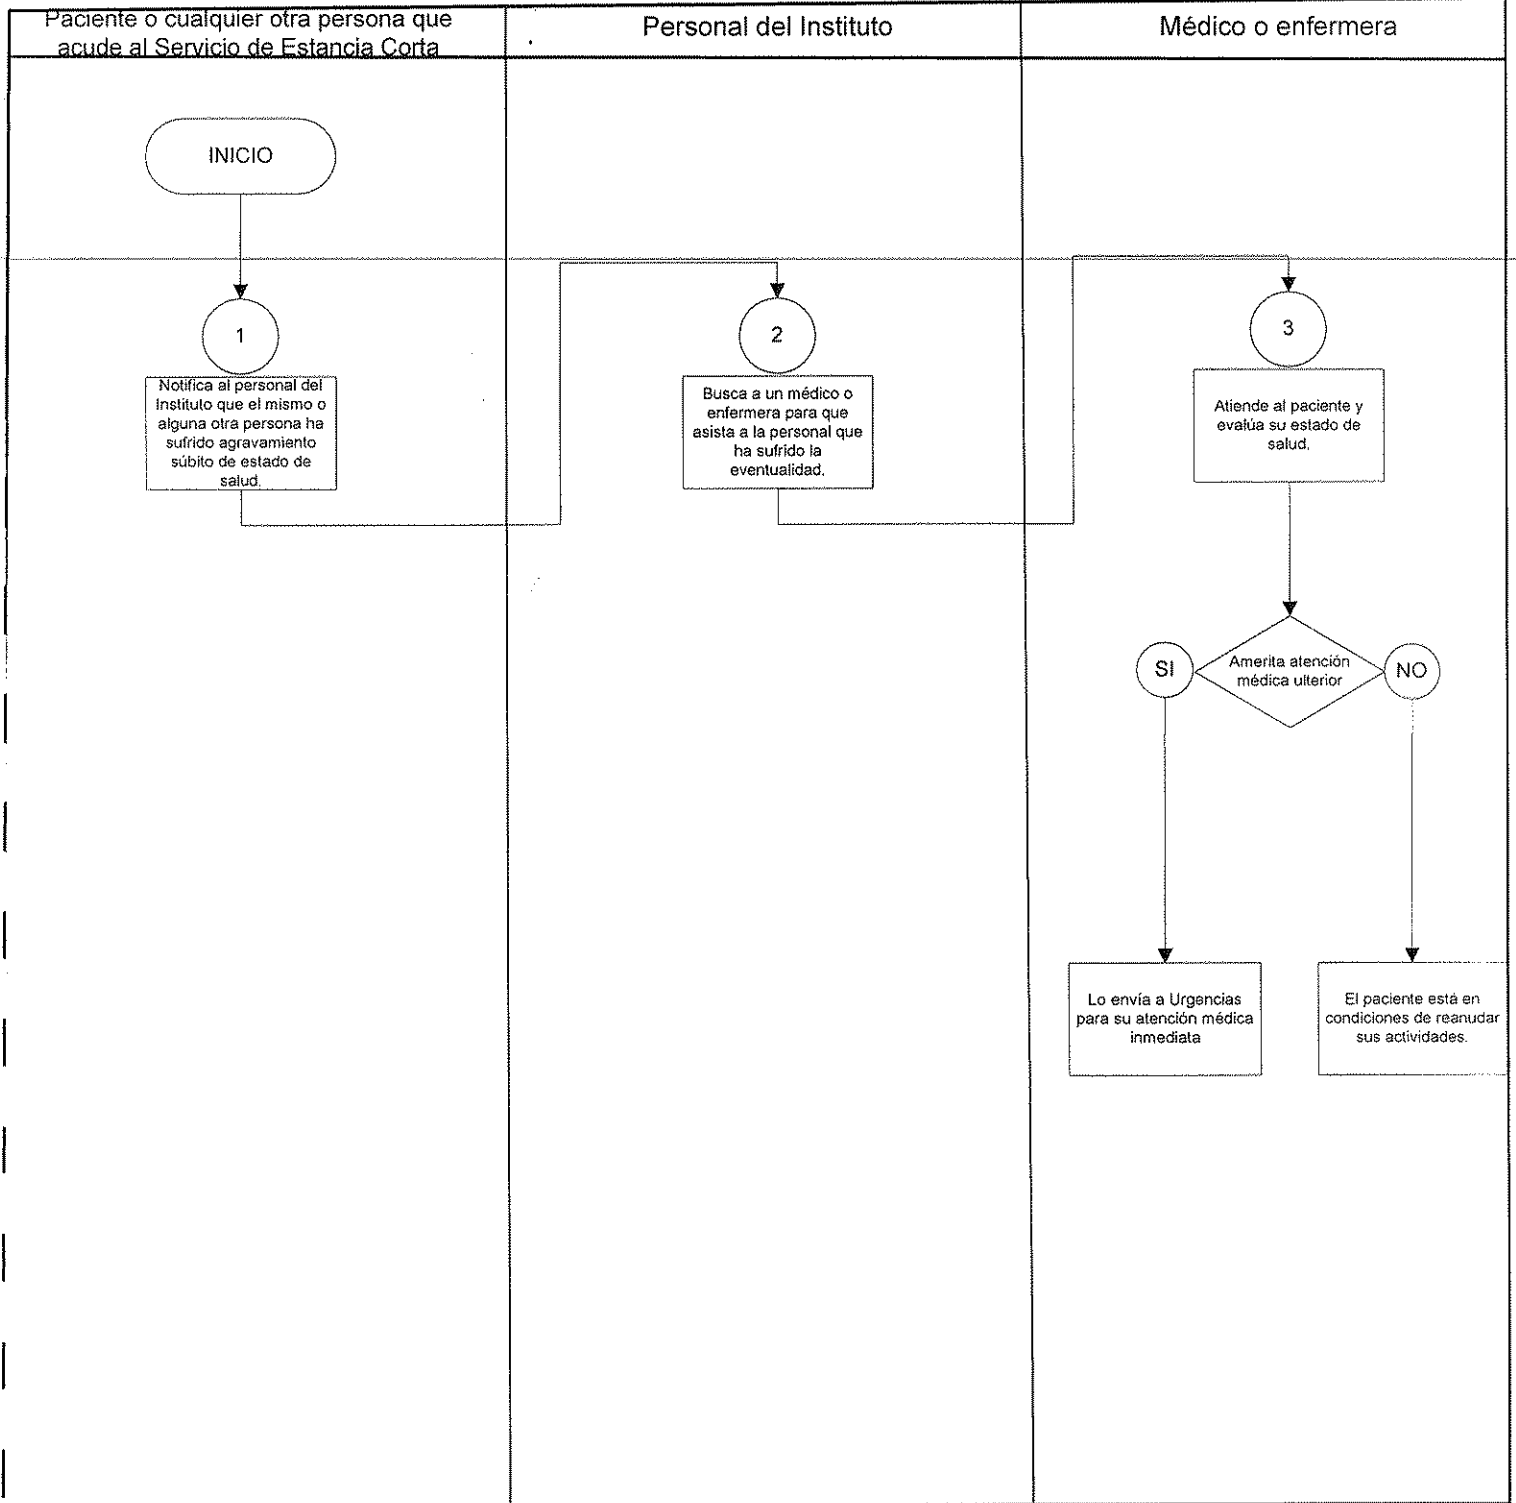 Paciente o cualquier otra persona que
acude al Servicio de Estancia Corta
Personal del Instituto
Médico o enfermera
INICIO
1
Notifica al personal del
Instituto que el mismo o
alguna otra persona ha
sufrido agravamiento
súbito de estado de
salud.
2
Busca a un médico o
enfermera para que
asista a la personal que
ha sufrido la
eventualidad.
3
Atiende al paciente y
evalúa su estado de
salud.
SI
Amerita atención
médica ulterior
NO
Lo envía a Urgencias
para su atención médica
inmediata
El paciente está en
condiciones de reanudar
sus actividades.